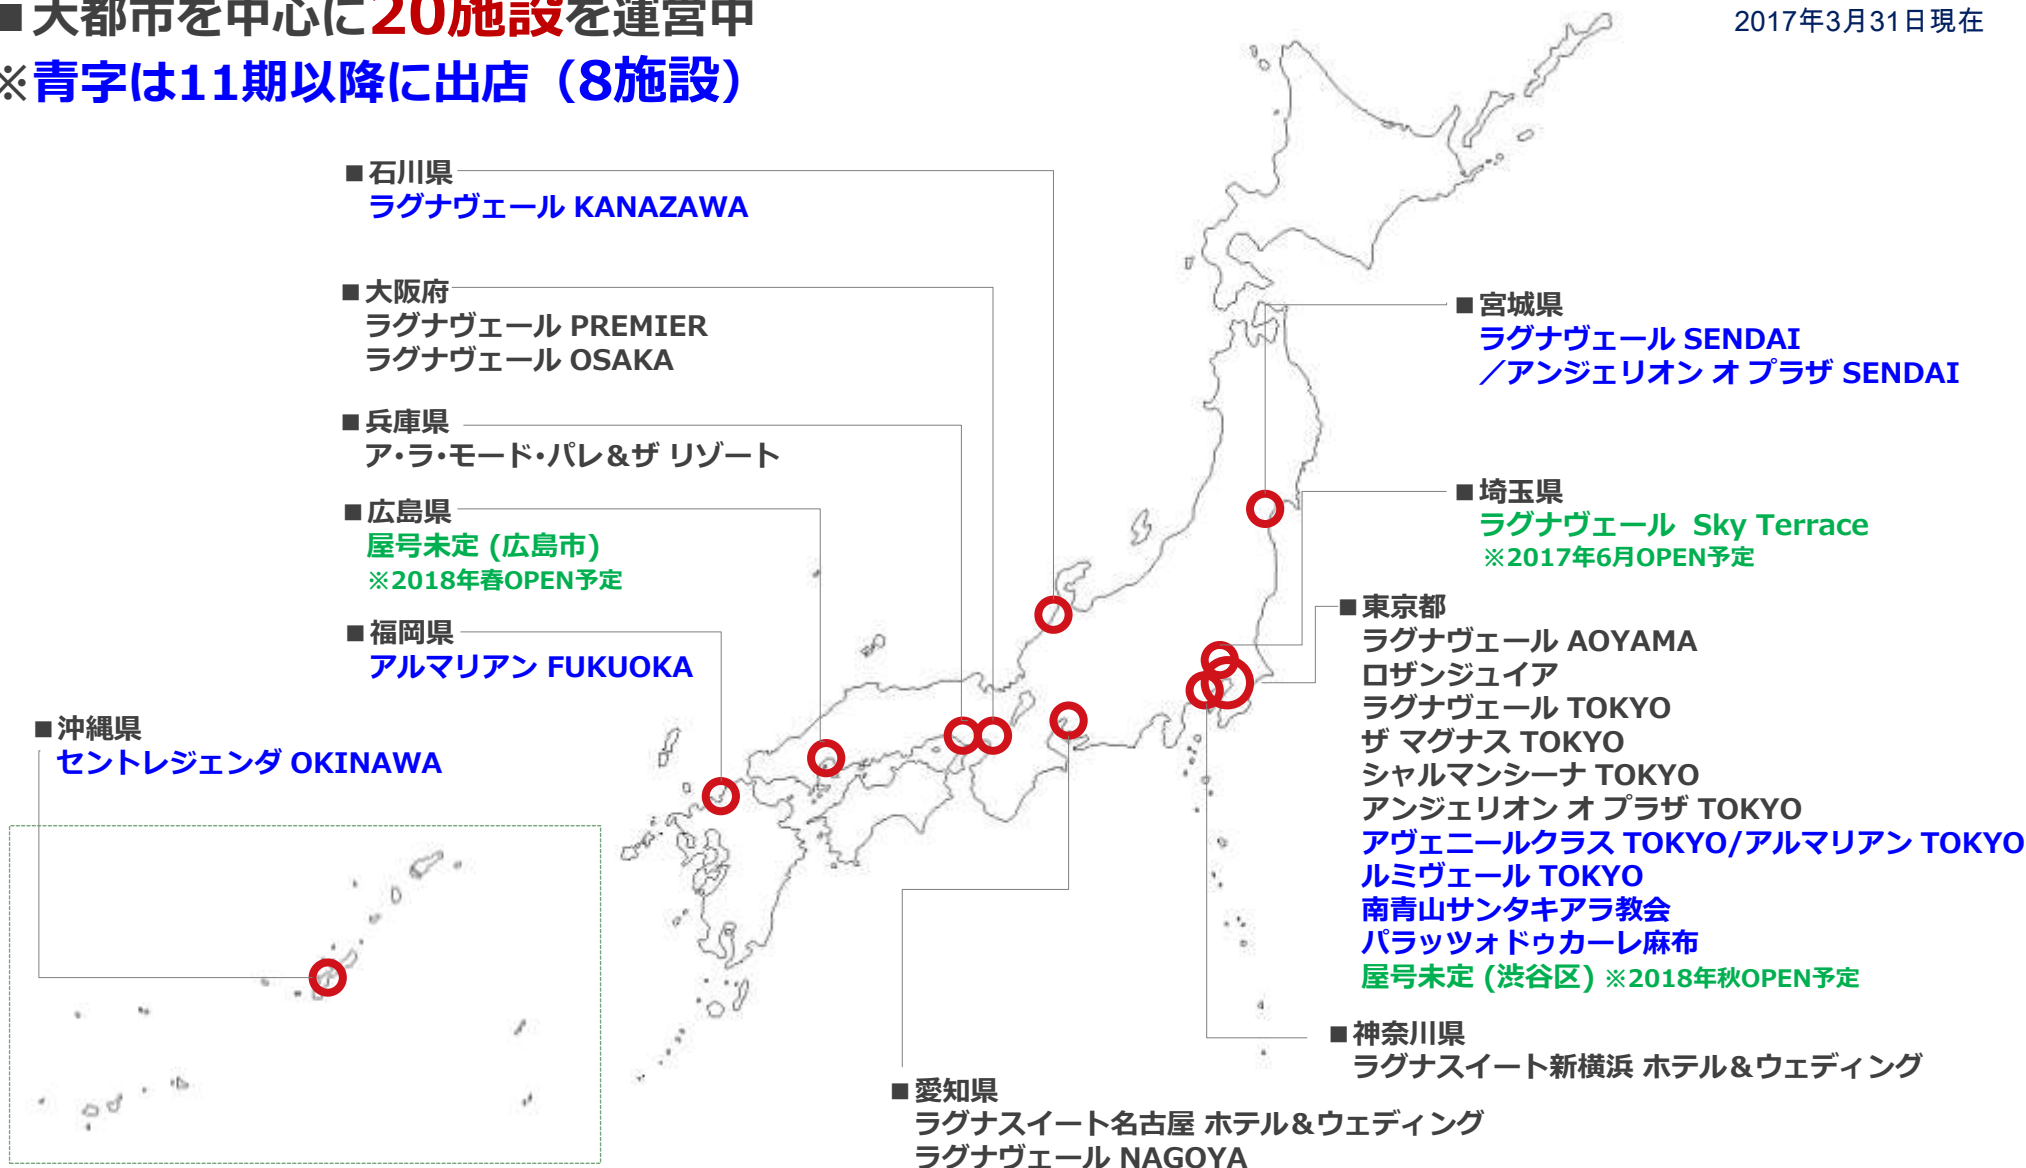 ■大都市を中心に20施設を運営中
※青字は11期以降に出店（8施設）
2017年3月31日現在
■石川県
ラグナヴェール KANAZAWA
■大阪府
ラグナヴェール PREMIER
ラグナヴェール OSAKA
■兵庫県
ア・ラ・モード・パレ&ザ リゾート
■広島県
屋号未定 (広島市)
※2018年春OPEN予定
■福岡県
アルマリアン FUKUOKA
■沖縄県
セントレジェンダ OKINAWA
■宮城県
ラグナヴェール SENDAI
／アンジェリオン オ プラザ SENDAI
■埼玉県
ラグナヴェール Sky Terrace
※2017年6月OPEN予定
■東京都
ラグナヴェール AOYAMA
ロザンジュイア
ラグナヴェール TOKYO
ザ マグナス TOKYO
シャルマンシーナ TOKYO
アンジェリオン オ プラザ TOKYO
アヴェニールクラス TOKYO/アルマリアン TOKYO
ルミヴェール TOKYO
南青山サンタキアラ教会
パラッツォドゥカーレ麻布
屋号未定 (渋谷区) ※2018年秋OPEN予定
■神奈川県
ラグナスイート新横浜 ホテル&ウェディング
■愛知県
ラグナスイート名古屋 ホテル&ウェディング
ラグナヴェール NAGOYA